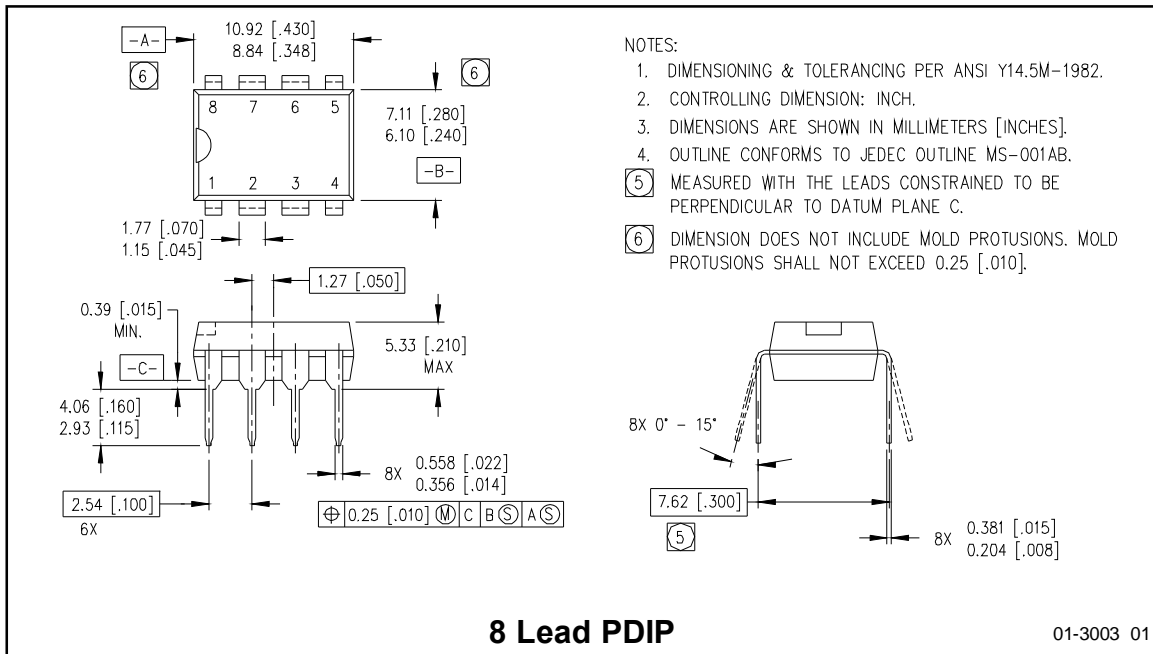 10.92 [.430]
8.84 [.348]
-A-
6
6
8 7 6 5
7.11 [.280]
6.10 [.240]
-B-
1 2 3 4
1.77 [.070]
1.15 [.045]
1.27 [.050]
0.39 [.015]
MIN.
-C-
5.33 [.210]
MAX
4.06 [.160]
2.93 [.115]
8X 0.558 [.022]
0.356 [.014]
2.54 [.100]
6X
⌖ 0.25 [.010] Ⓜ C B Ⓢ A Ⓢ
NOTES:
1. DIMENSIONING & TOLERANCING PER ANSI Y14.5M-1982.
2. CONTROLLING DIMENSION: INCH.
3. DIMENSIONS ARE SHOWN IN MILLIMETERS [INCHES].
4. OUTLINE CONFORMS TO JEDEC OUTLINE MS-001AB.
5 MEASURED WITH THE LEADS CONSTRAINED TO BE
PERPENDICULAR TO DATUM PLANE C.
6 DIMENSION DOES NOT INCLUDE MOLD PROTUSIONS. MOLD
PROTUSIONS SHALL NOT EXCEED 0.25 [.010].
8X 0° - 15°
7.62 [.300]
5
8X 0.381 [.015]
0.204 [.008]
8 Lead PDIP
01-3003 01